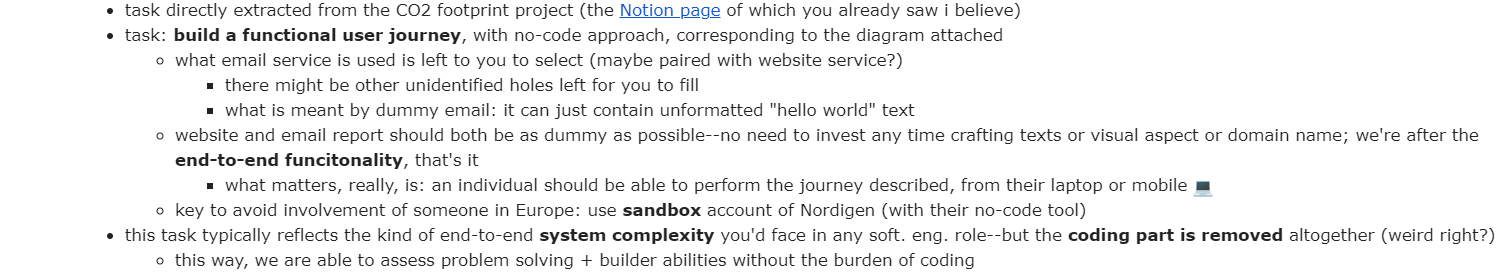 • task directly extracted from the CO2 footprint project (the Notion page of which you already saw i believe)
• task: build a functional user journey, with no-code approach, corresponding to the diagram attached
◦ what email service is used is left to you to select (maybe paired with website service?)
▪ there might be other unidentified holes left for you to fill
▪ what is meant by dummy email: it can just contain unformatted "hello world" text
◦ website and email report should both be as dummy as possible--no need to invest any time crafting texts or visual aspect or domain name; we're after the
end-to-end funcitonality, that's it
▪ what matters, really, is: an individual should be able to perform the journey described, from their laptop or mobile 💻
◦ key to avoid involvement of someone in Europe: use sandbox account of Nordigen (with their no-code tool)
• this task typically reflects the kind of end-to-end system complexity you'd face in any soft. eng. role--but the coding part is removed altogether (weird right?)
◦ this way, we are able to assess problem solving + builder abilities without the burden of coding